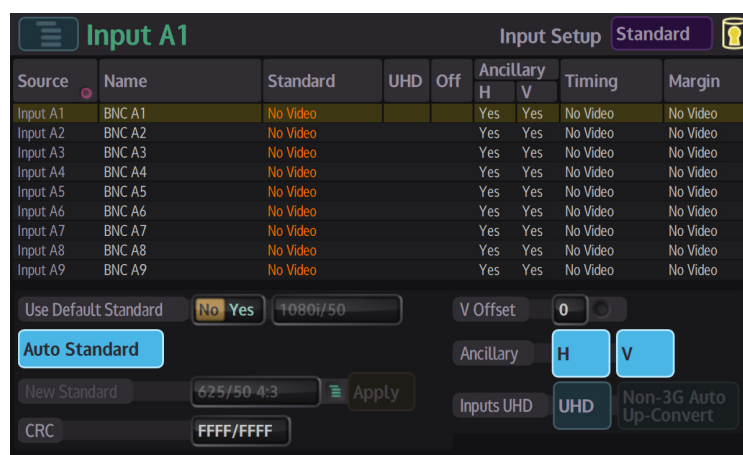 Input A1 Input Setup Standard
Source Name Standard UHD Off Ancillary Timing Margin
H V
Input A1 BNC A1 No Video Yes Yes No Video No Video
Input A2 BNC A2 No Video Yes Yes No Video No Video
Input A3 BNC A3 No Video Yes Yes No Video No Video
Input A4 BNC A4 No Video Yes Yes No Video No Video
Input A5 BNC A5 No Video Yes Yes No Video No Video
Input A6 BNC A6 No Video Yes Yes No Video No Video
Input A7 BNC A7 No Video Yes Yes No Video No Video
Input A8 BNC A8 No Video Yes Yes No Video No Video
Input A9 BNC A9 No Video Yes Yes No Video No Video
Use Default Standard No Yes 1080i/50 V Offset 0
Auto Standard Ancillary H V
New Standard 625/50 4:3 Apply Inputs UHD UHD Non-3G Auto
Up-Convert
CRC FFFF/FFFF